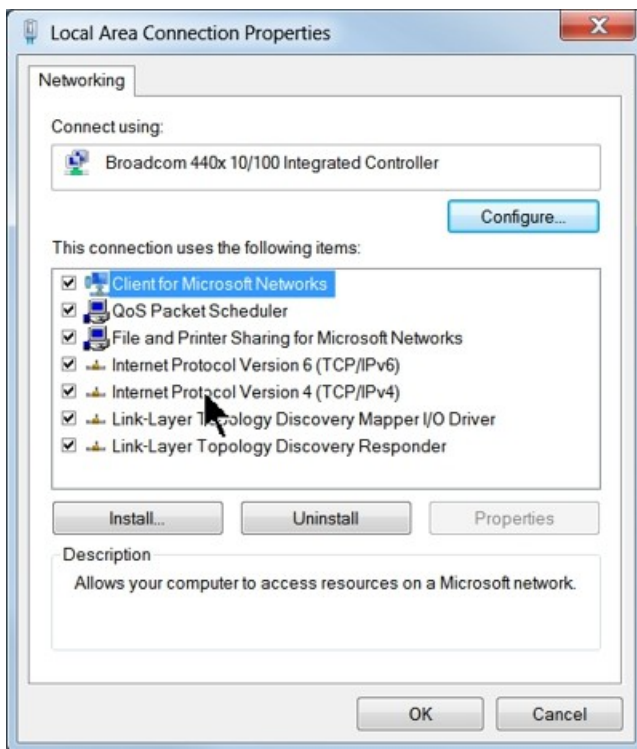 Local Area Connection Properties
Networking
Connect using:
Broadcom 440x 10/100 Integrated Controller
Configure...
This connection uses the following items:
Client for Microsoft Networks
QoS Packet Scheduler
File and Printer Sharing for Microsoft Networks
Internet Protocol Version 6 (TCP/IPv6)
Internet Protocol Version 4 (TCP/IPv4)
Link-Layer Topology Discovery Mapper I/O Driver
Link-Layer Topology Discovery Responder
Install...
Uninstall
Properties
Description
Allows your computer to access resources on a Microsoft network.
OK
Cancel